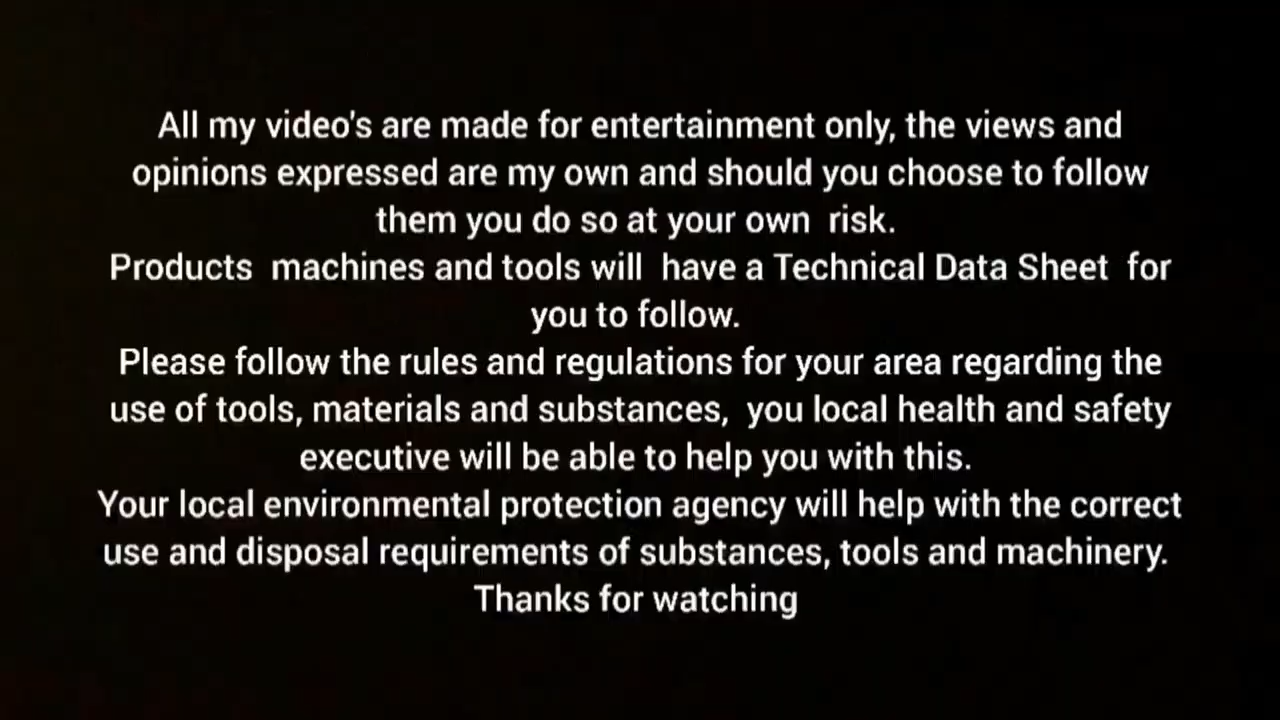 All my video's are made for entertainment only, the views and
opinions expressed are my own and should you choose to follow
them you do so at your own  risk.
Products  machines and tools will  have a Technical Data Sheet  for
you to follow.
Please follow the rules and regulations for your area regarding the
use of tools, materials and substances,  you local health and safety
executive will be able to help you with this.
Your local environmental protection agency will help with the correct
use and disposal requirements of substances, tools and machinery.
Thanks for watching